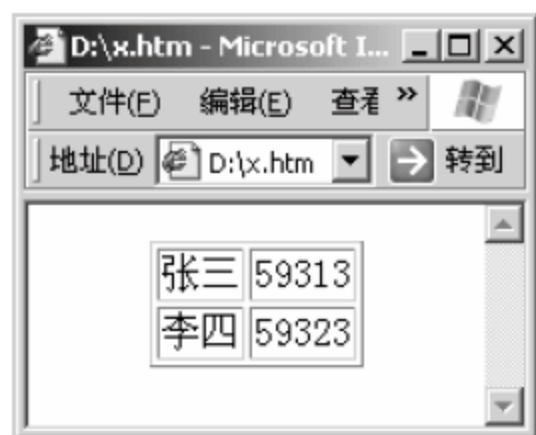 D:\x.htm - Microsoft I...
文件(F) 编辑(E) 查看 »
地址(D) D:\x.htm 转到
张三 59313
李四 59323